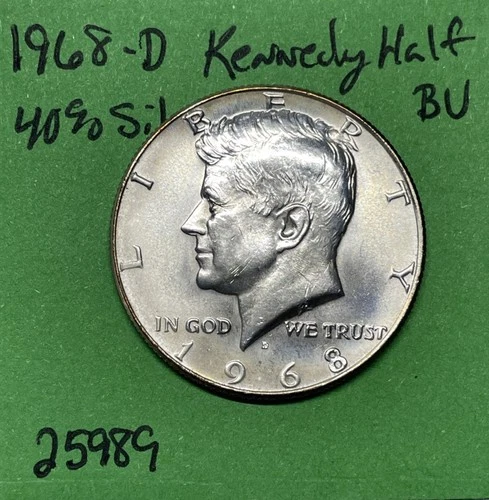 1968-D Kennedy Half
40% Sil BU
LIBERTY
IN GOD WE TRUST
D
1968
25989